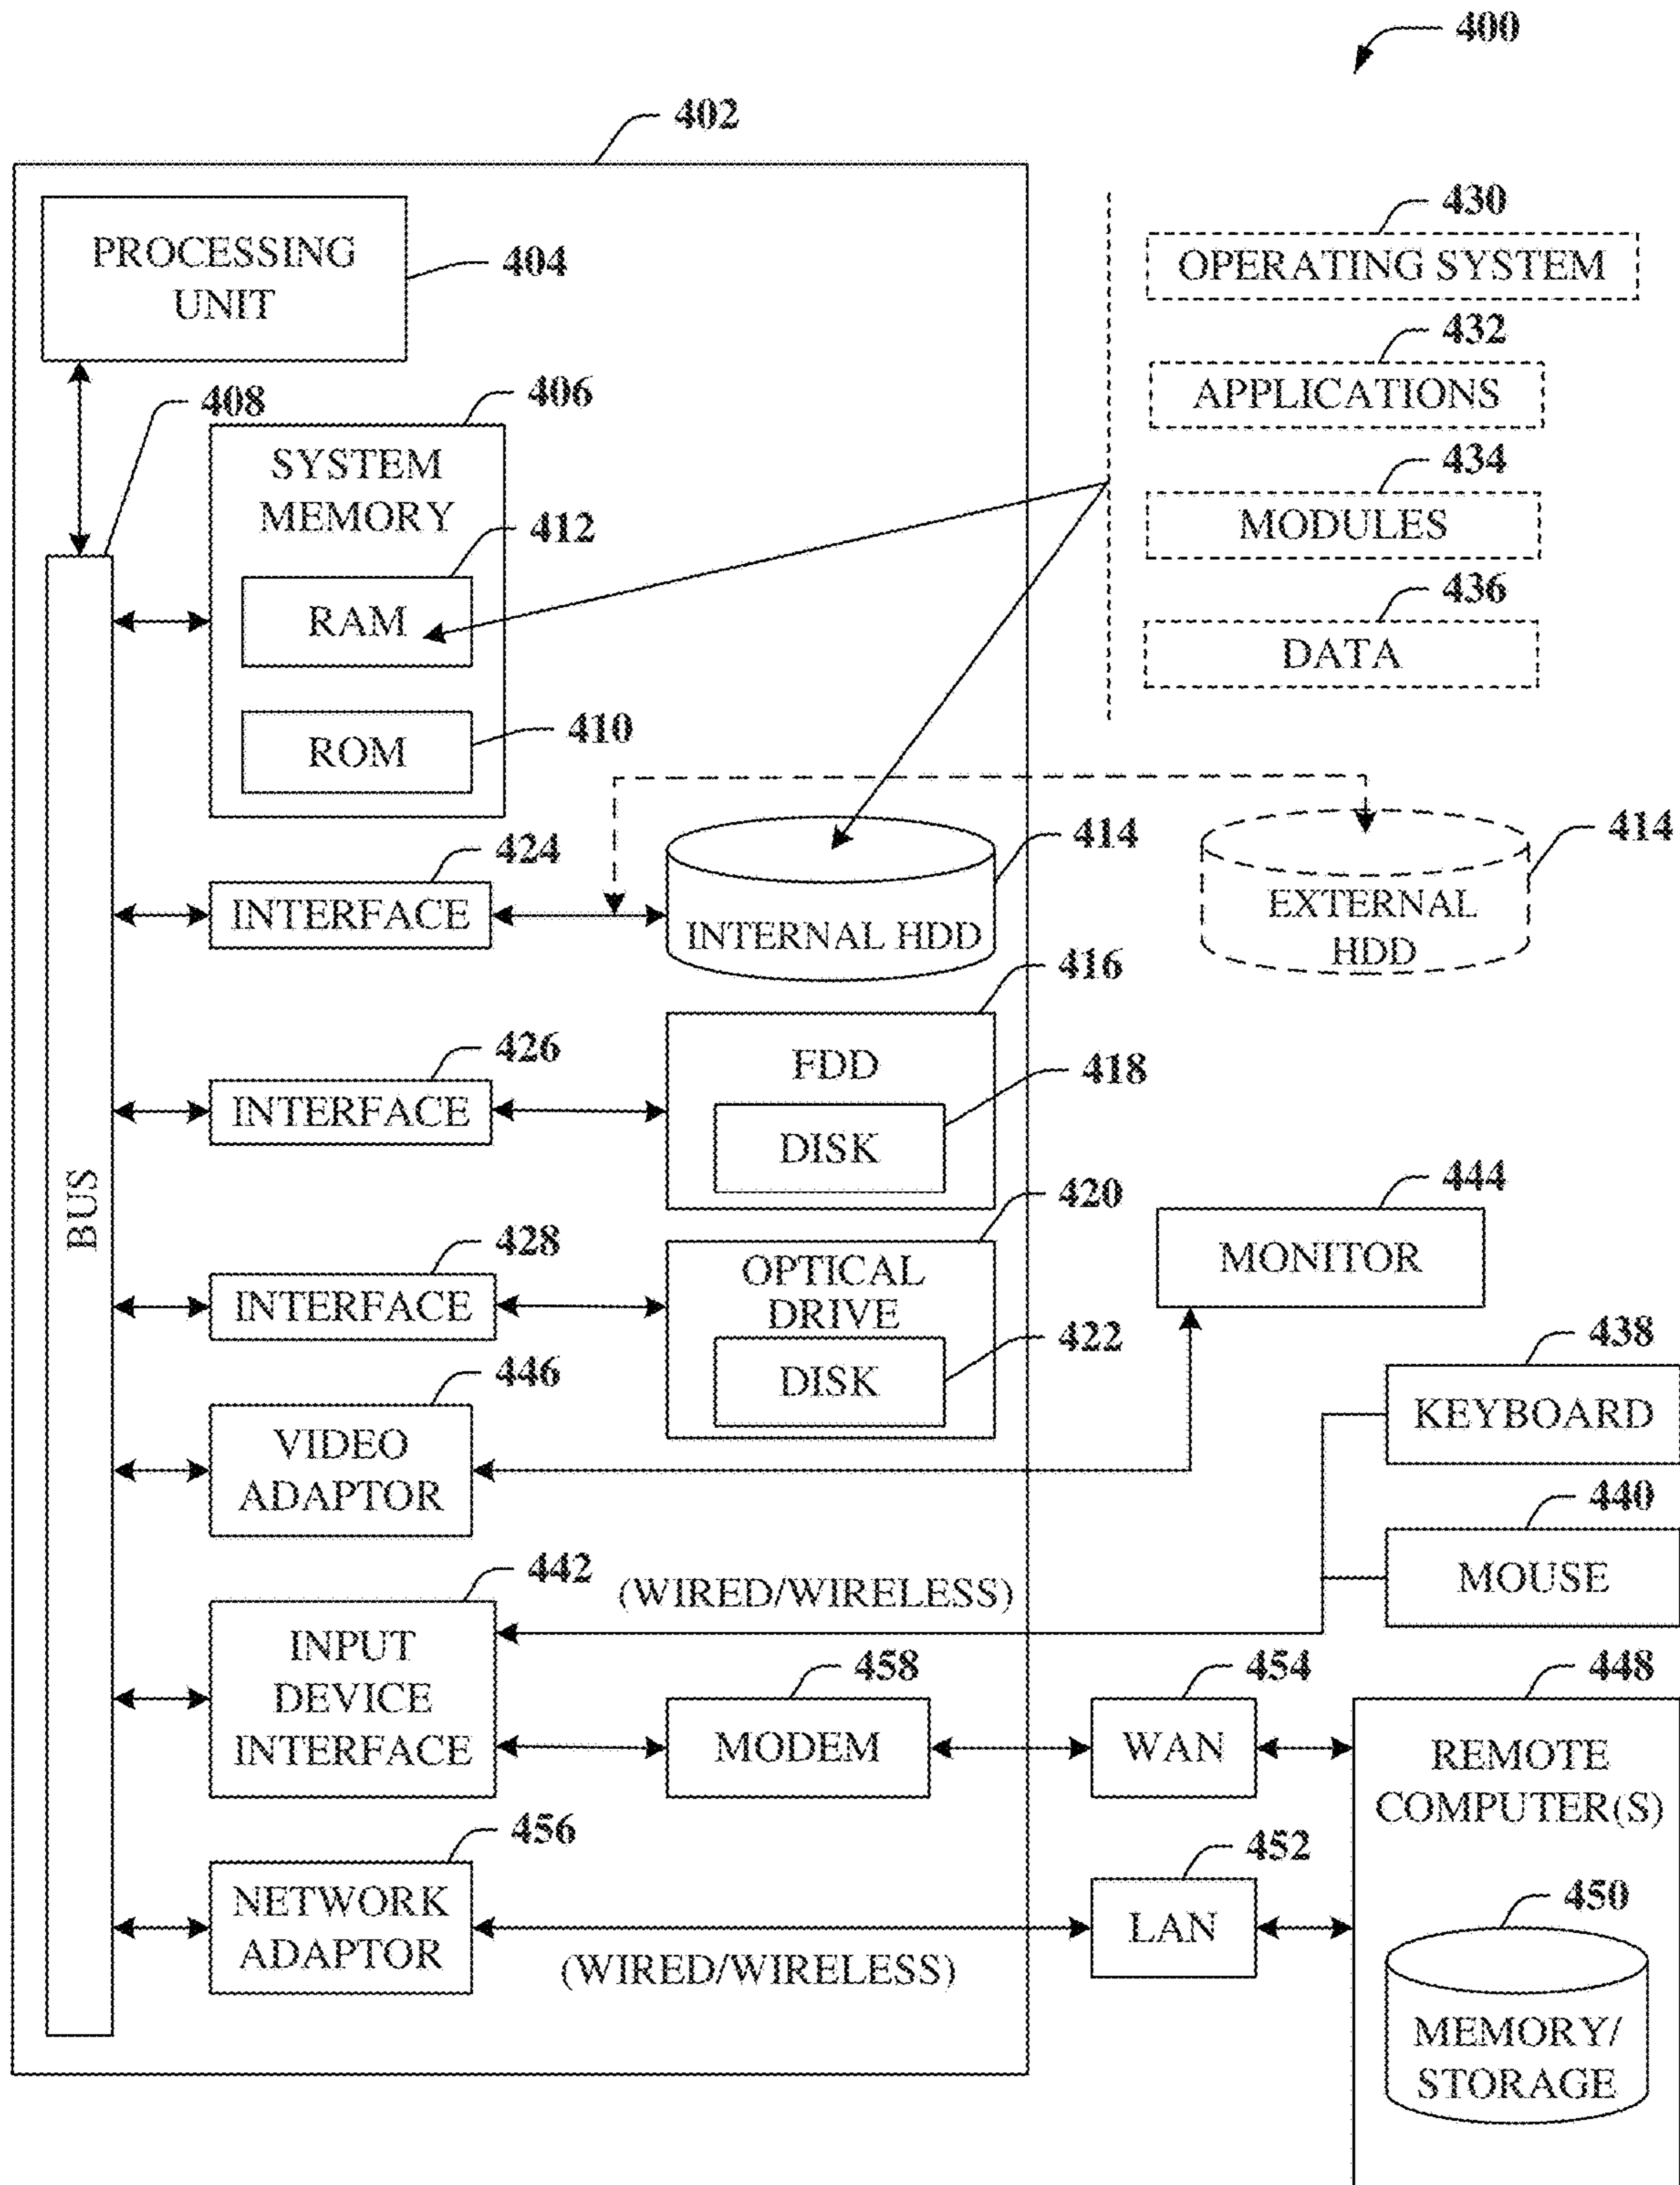 400
402
PROCESSING
UNIT
404
430
OPERATING SYSTEM
432
APPLICATIONS
434
MODULES
436
DATA
408
406
SYSTEM
MEMORY
412
RAM
410
ROM
BUS
424
INTERFACE
414
INTERNAL HDD
414
EXTERNAL
HDD
426
INTERFACE
416
FDD
418
DISK
428
INTERFACE
420
OPTICAL
DRIVE
422
DISK
444
MONITOR
446
VIDEO
ADAPTOR
438
KEYBOARD
440
MOUSE
442
(WIRED/WIRELESS)
INPUT
DEVICE
INTERFACE
458
MODEM
454
WAN
448
REMOTE
COMPUTER(S)
456
NETWORK
ADAPTOR
(WIRED/WIRELESS)
452
LAN
450
MEMORY/
STORAGE